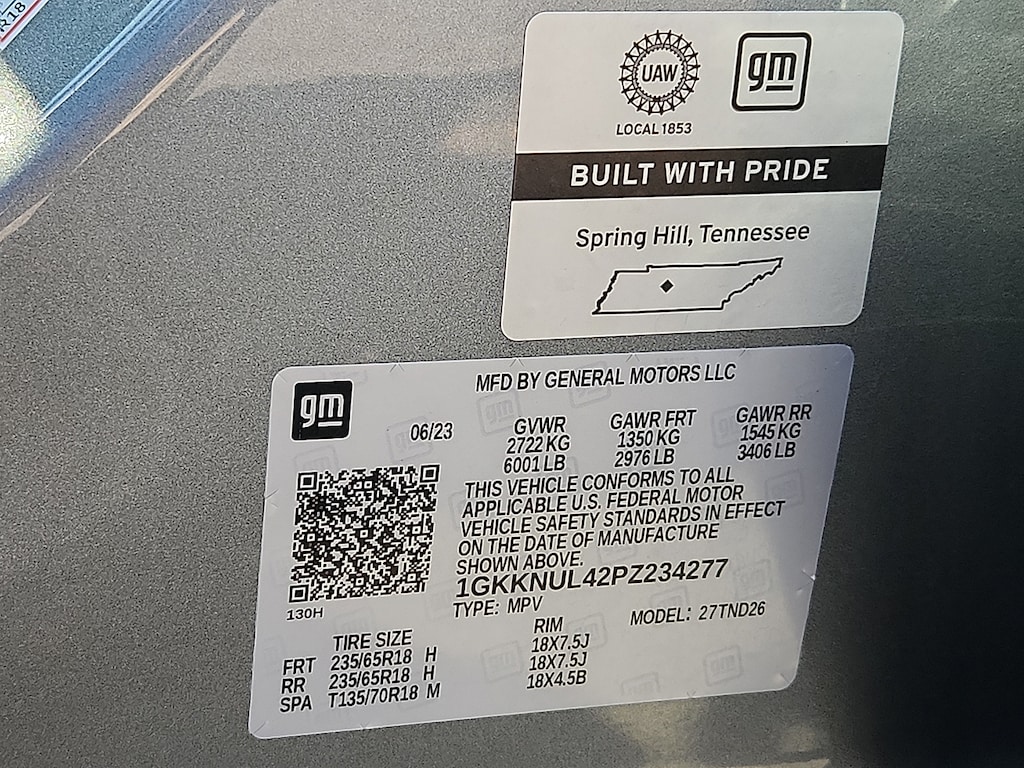 R18
UAW
gm
LOCAL 1853
BUILT WITH PRIDE
Spring Hill, Tennessee
gm
MFD BY GENERAL MOTORS LLC
06/23
GVWR
2722 KG
6001 LB
GAWR FRT
1350 KG
2976 LB
GAWR RR
1545 KG
3406 LB
THIS VEHICLE CONFORMS TO ALL
APPLICABLE U.S. FEDERAL MOTOR
VEHICLE SAFETY STANDARDS IN EFFECT
ON THE DATE OF MANUFACTURE
SHOWN ABOVE.
1GKKNUL42PZ234277
TYPE: MPV
MODEL: 27TND26
130H
TIRE SIZE
RIM
FRT 235/65R18 H 18X7.5J
RR 235/65R18 H 18X7.5J
SPA T135/70R18 M 18X4.5B